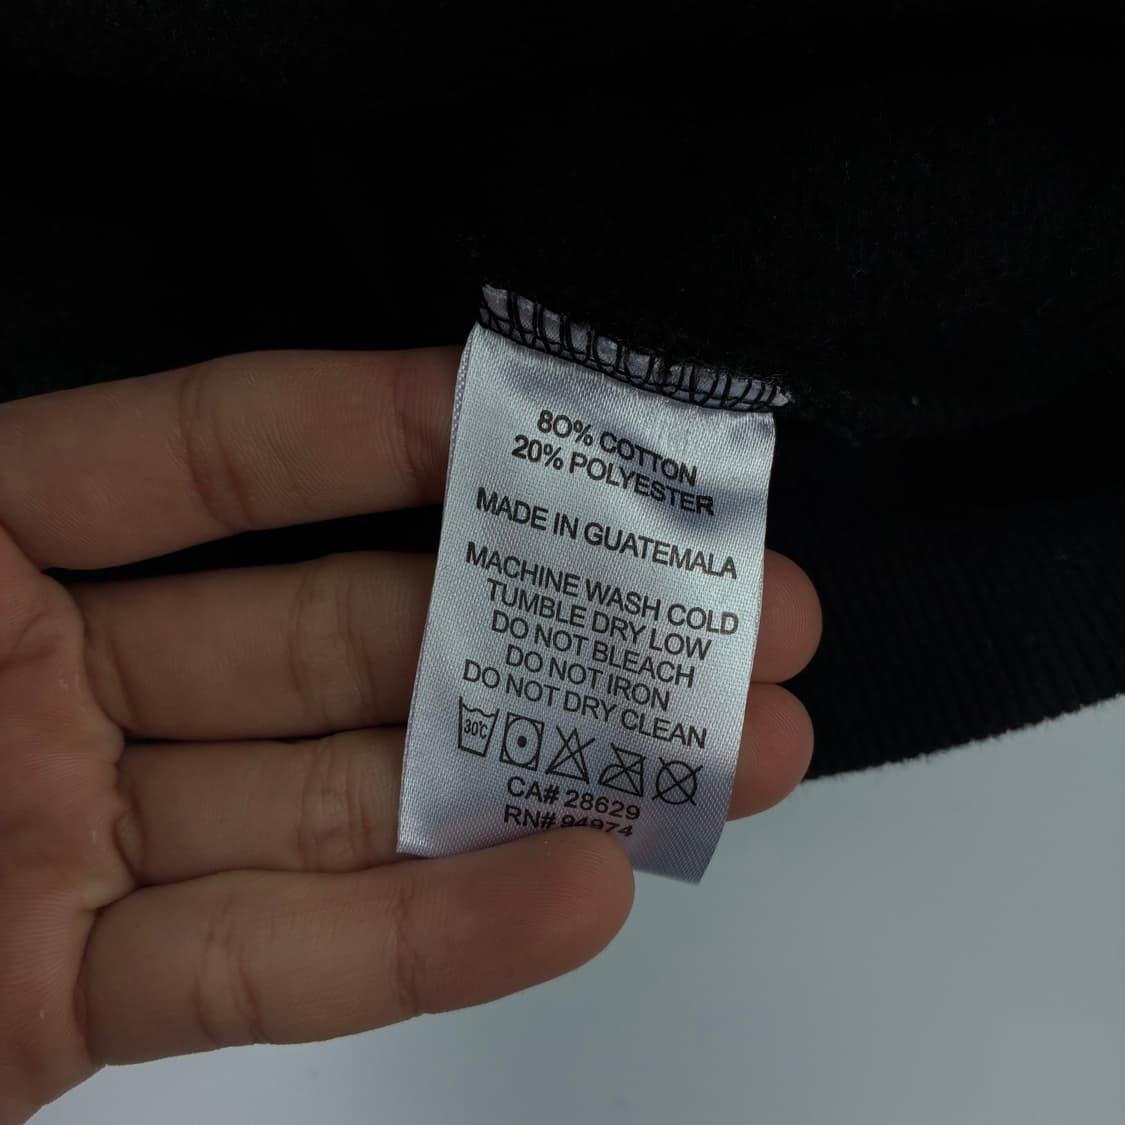 80% COTTON
20% POLYESTER
MADE IN GUATEMALA
MACHINE WASH COLD
TUMBLE DRY LOW
DO NOT BLEACH
DO NOT IRON
DO NOT DRY CLEAN
30℃
CA# 28629
RN# 94974